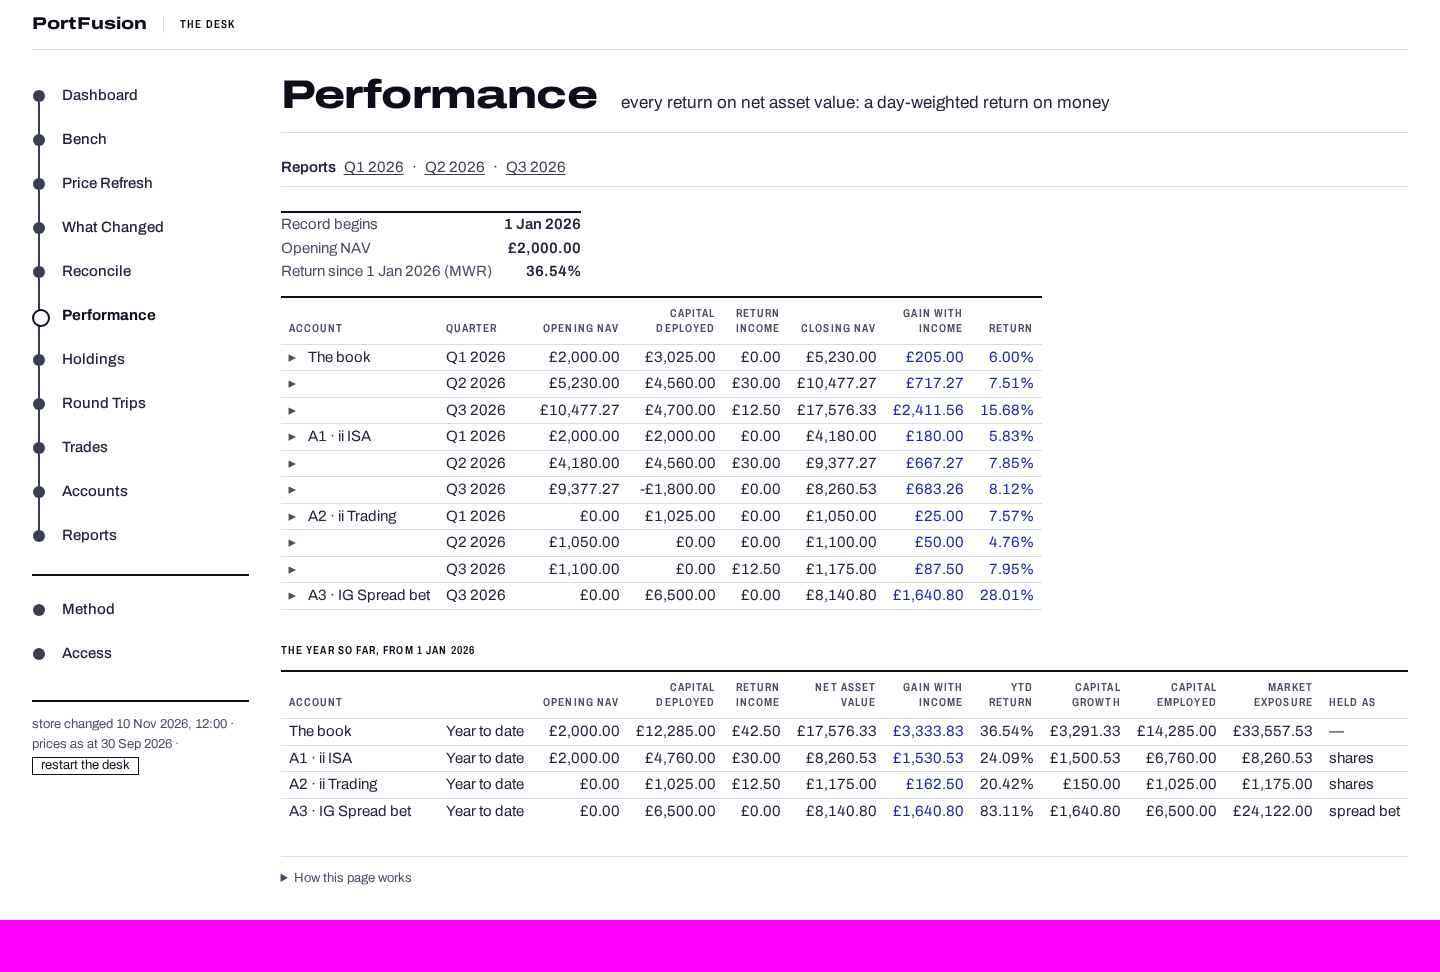 PortFusion THE DESK
Dashboard
Bench
Price Refresh
What Changed
Reconcile
Performance
Holdings
Round Trips
Trades
Accounts
Reports
Method
Access
store changed 10 Nov 2026, 12:00 ·
prices as at 30 Sep 2026 ·
restart the desk
Performance every return on net asset value: a day-weighted return on money
Reports Q1 2026 · Q2 2026 · Q3 2026
Record begins 1 Jan 2026
Opening NAV £2,000.00
Return since 1 Jan 2026 (MWR) 36.54%
ACCOUNT QUARTER OPENING NAV CAPITAL DEPLOYED RETURN INCOME CLOSING NAV GAIN WITH INCOME RETURN
▸ The book Q1 2026 £2,000.00 £3,025.00 £0.00 £5,230.00 £205.00 6.00%
▸ Q2 2026 £5,230.00 £4,560.00 £30.00 £10,477.27 £717.27 7.51%
▸ Q3 2026 £10,477.27 £4,700.00 £12.50 £17,576.33 £2,411.56 15.68%
▸ A1 · ii ISA Q1 2026 £2,000.00 £2,000.00 £0.00 £4,180.00 £180.00 5.83%
▸ Q2 2026 £4,180.00 £4,560.00 £30.00 £9,377.27 £667.27 7.85%
▸ Q3 2026 £9,377.27 -£1,800.00 £0.00 £8,260.53 £683.26 8.12%
▸ A2 · ii Trading Q1 2026 £0.00 £1,025.00 £0.00 £1,050.00 £25.00 7.57%
▸ Q2 2026 £1,050.00 £0.00 £0.00 £1,100.00 £50.00 4.76%
▸ Q3 2026 £1,100.00 £0.00 £12.50 £1,175.00 £87.50 7.95%
▸ A3 · IG Spread bet Q3 2026 £0.00 £6,500.00 £0.00 £8,140.80 £1,640.80 28.01%
THE YEAR SO FAR, FROM 1 JAN 2026
ACCOUNT OPENING NAV CAPITAL DEPLOYED RETURN INCOME NET ASSET VALUE GAIN WITH INCOME YTD RETURN CAPITAL GROWTH CAPITAL EMPLOYED MARKET EXPOSURE HELD AS
The book Year to date £2,000.00 £12,285.00 £42.50 £17,576.33 £3,333.83 36.54% £3,291.33 £14,285.00 £33,557.53 —
A1 · ii ISA Year to date £2,000.00 £4,760.00 £30.00 £8,260.53 £1,530.53 24.09% £1,500.53 £6,760.00 £8,260.53 shares
A2 · ii Trading Year to date £0.00 £1,025.00 £12.50 £1,175.00 £162.50 20.42% £150.00 £1,025.00 £1,175.00 shares
A3 · IG Spread bet Year to date £0.00 £6,500.00 £0.00 £8,140.80 £1,640.80 83.11% £1,640.80 £6,500.00 £24,122.00 spread bet
▸ How this page works